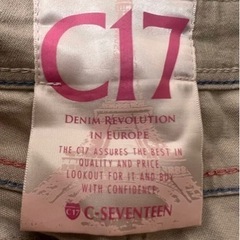 C17
DENIM REVOLUTION
IN EUROPE
THE C17 ASSURES THE BEST IN
QUALITY AND PRICE.
LOOKOUT FOR IT AND BUY
WITH CONFIDENCE.
C17 C-SEVENTEEN